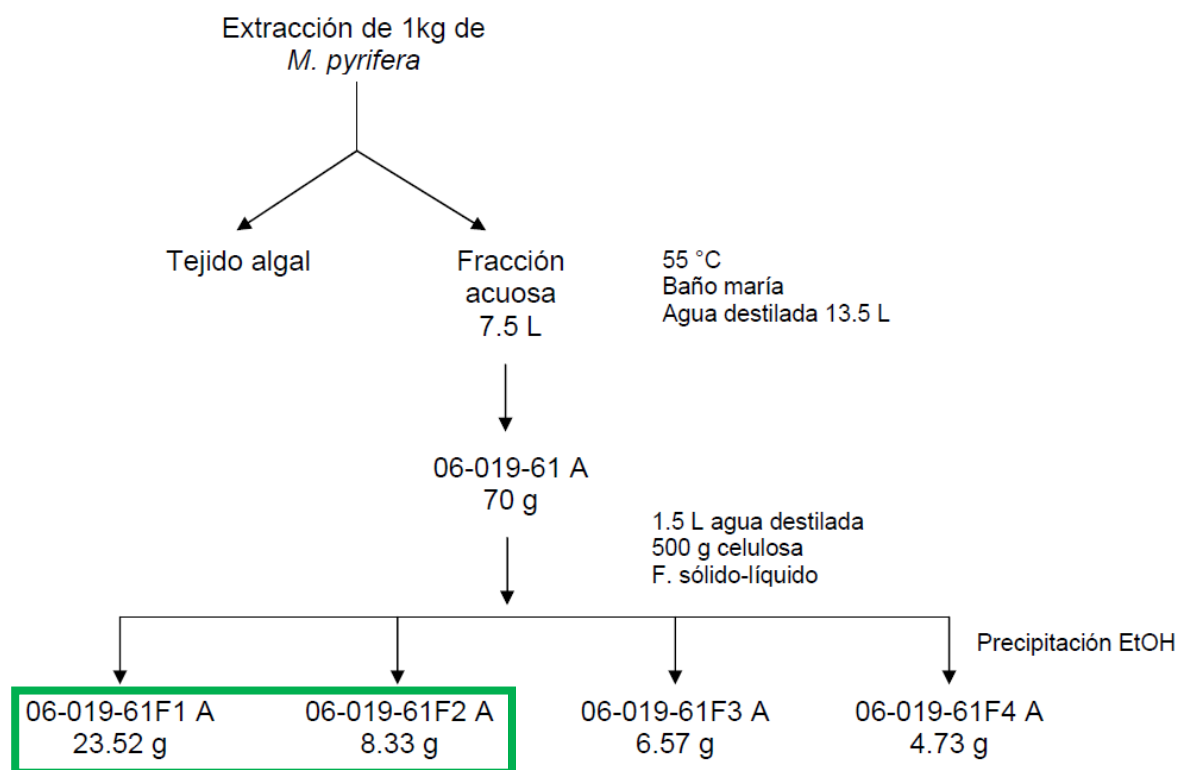 Extracción de 1kg de
M. pyrifera
Tejido algal
Fracción
acuosa
7.5 L
55 °C
Baño maría
Agua destilada 13.5 L
06-019-61 A
70 g
1.5 L agua destilada
500 g celulosa
F. sólido-líquido
Precipitación EtOH
06-019-61F1 A
23.52 g
06-019-61F2 A
8.33 g
06-019-61F3 A
6.57 g
06-019-61F4 A
4.73 g